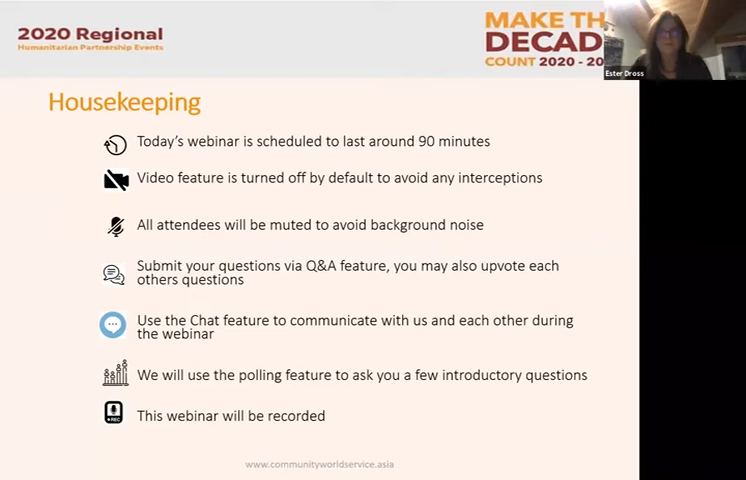 2020 Regional
Humanitarian Partnership Events
MAKE TH
DECAD
COUNT 2020 - 20
Ester Dross
Housekeeping
Today's webinar is scheduled to last around 90 minutes
Video feature is turned off by default to avoid any interceptions
All attendees will be muted to avoid background noise
Submit your questions via Q&A feature, you may also upvote each
others questions
Use the Chat feature to communicate with us and each other during
the webinar
We will use the polling feature to ask you a few introductory questions
REC
This webinar will be recorded
www.communityworldservice.asia